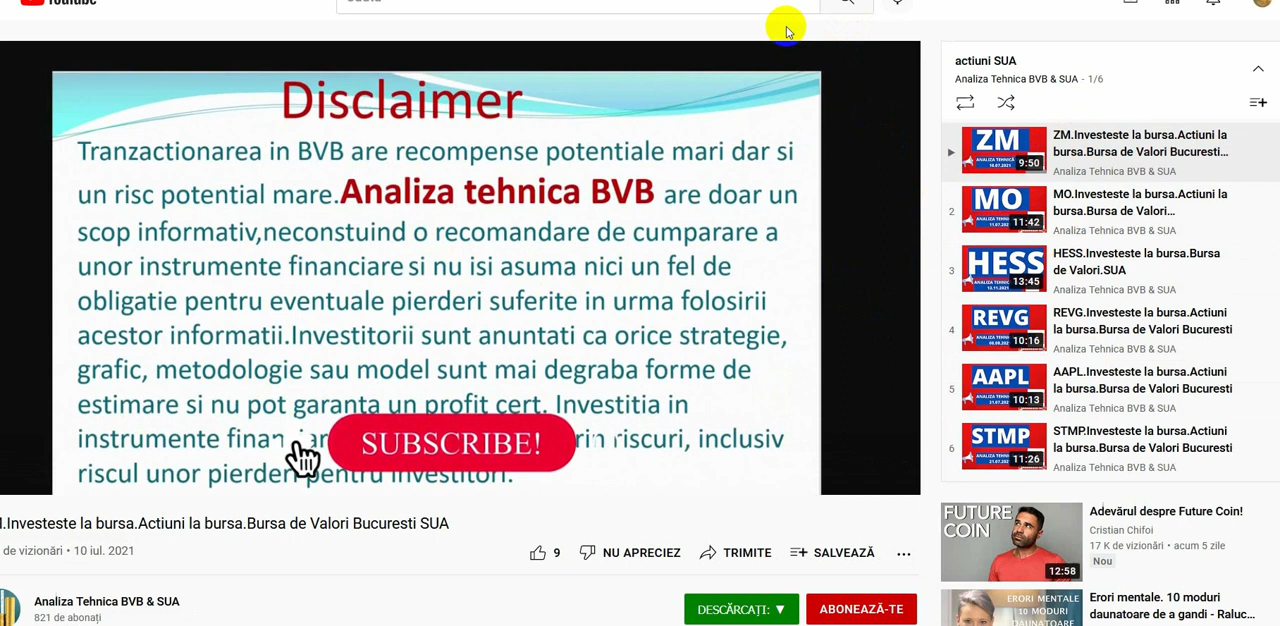 YouTube
Disclaimer
Tranzactionarea in BVB are recompense potentiale mari dar si
un risc potential mare.Analiza tehnica BVB are doar un
scop informativ,neconstuind o recomandare de cumparare a
unor instrumente financiare si nu isi asuma nici un fel de
obligatie pentru eventuale pierderi suferite in urma folosirii
acestor informatii.Investitorii sunt anuntati ca orice strategie,
grafic, metodologie sau model sunt mai degraba forme de
estimare si nu pot garanta un profit cert. Investitia in
instrumente riscuri, inclusiv
riscul unor pierderi pentru investitori.
SUBSCRIBE!
.Investeste la bursa.Actiuni la bursa.Bursa de Valori Bucuresti SUA
de vizionări • 10 iul. 2021
9
NU APRECIEZ
TRIMITE
SALVEAZĂ
Analiza Tehnica BVB & SUA
821 de abonați
DESCĂRCAȚI: ▼
ABONEAZĂ-TE
actiuni SUA
Analiza Tehnica BVB & SUA - 1/6
ZM
9:50
ZM.Investeste la bursa.Actiuni la
bursa.Bursa de Valori Bucuresti...
Analiza Tehnica BVB & SUA
2
MO
11:42
MO.Investeste la bursa.Actiuni la
bursa.Bursa de Valori...
Analiza Tehnica BVB & SUA
3
HESS
13:45
HESS.Investeste la bursa.Bursa
de Valori.SUA
Analiza Tehnica BVB & SUA
4
REVG
10:16
REVG.Investeste la bursa.Actiuni
la bursa.Bursa de Valori Bucuresti
Analiza Tehnica BVB & SUA
5
AAPL
10:13
AAPL.Investeste la bursa.Actiuni
la bursa.Bursa de Valori Bucuresti
Analiza Tehnica BVB & SUA
6
STMP
11:26
STMP.Investeste la bursa.Actiuni
la bursa.Bursa de Valori Bucuresti
Analiza Tehnica BVB & SUA
FUTURE
COIN
12:58
Adevărul despre Future Coin!
Cristian Chifoi
17 K de vizionări • acum 5 zile
Nou
ERORI MENTALE
10 MODURI
DAUNATOARE DE
Erori mentale. 10 moduri
daunatoare de a gandi - Raluc...